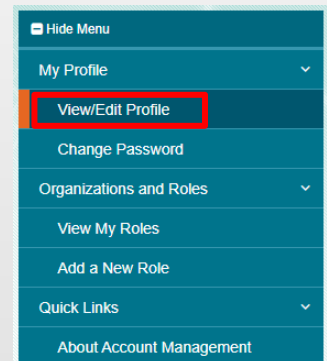 Hide Menu
My Profile
View/Edit Profile
Change Password
Organizations and Roles
View My Roles
Add a New Role
Quick Links
About Account Management